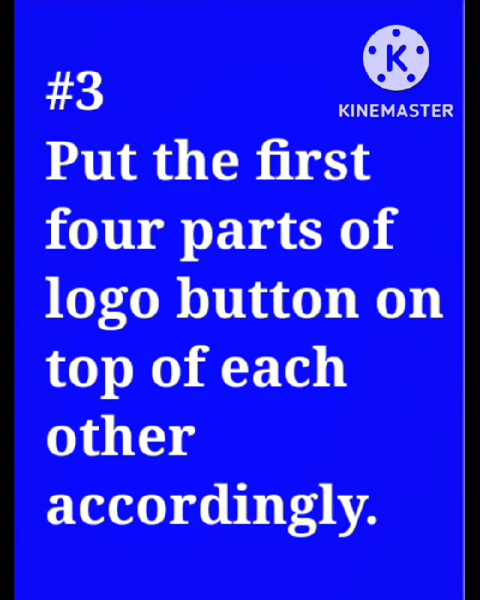 K
KINEMASTER
#3
Put the first
four parts of
logo button on
top of each
other
accordingly.